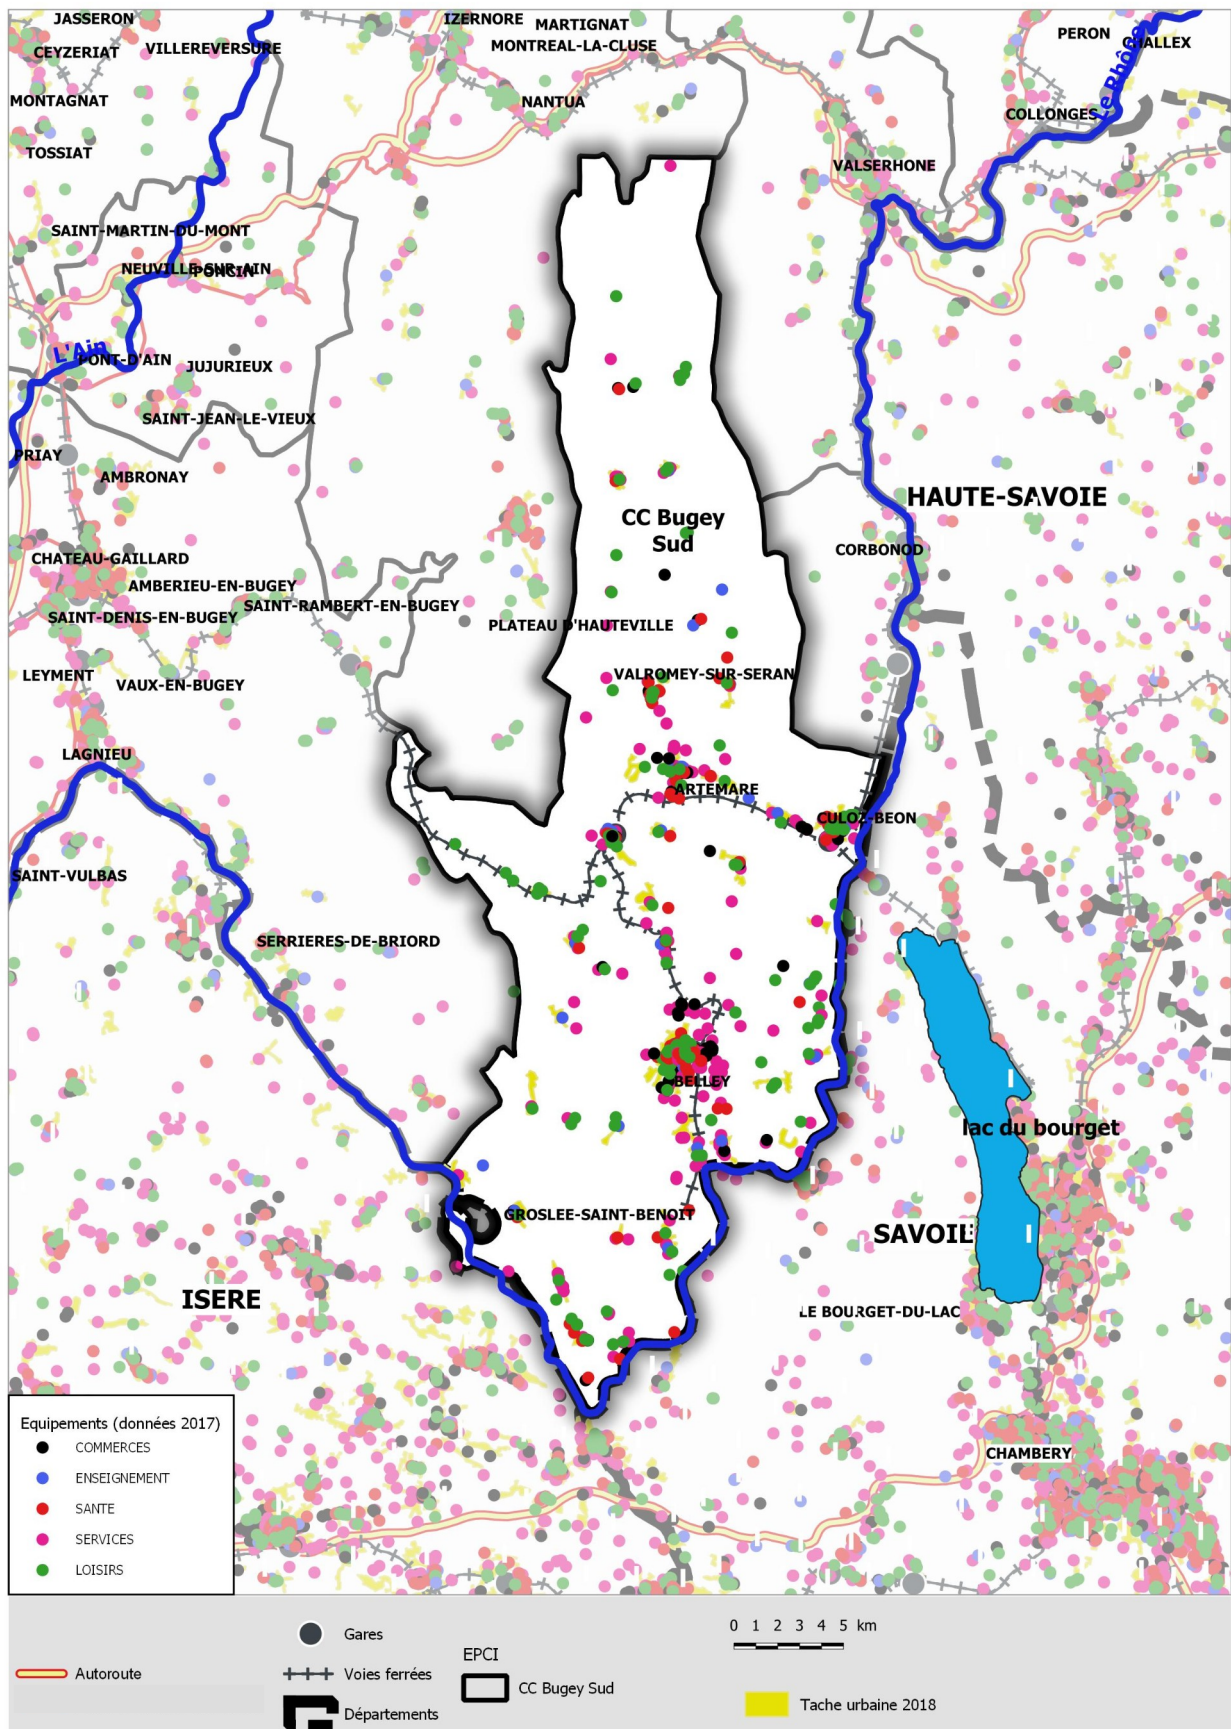 JASSERON
IZERNORE
MARTIGNAT
CEYZERIAT
VILLEREVERSURE
MONTREAL-LA-CLUSE
PERON
CHALLEX
MONTAGNAT
NANTUA
Le Rhône
COLLONGES
TOSSIAT
VALSERHONE
SAINT-MARTIN-DU-MONT
NEUVILLE-SUR-AIN
PONCIN
L'Ain
PONT-D'AIN
JUJURIEUX
SAINT-JEAN-LE-VIEUX
PRIAY
AMBRONAY
HAUTE-SAVOIE
CC Bugey
Sud
CHATEAU-GAILLARD
CORBONOD
AMBERIEU-EN-BUGEY
SAINT-RAMBERT-EN-BUGEY
SAINT-DENIS-EN-BUGEY
PLATEAU D'HAUTEVILLE
LEYMENT
VAUX-EN-BUGEY
VALROMEY-SUR-SERAN
LAGNIEU
ARTEMARE
CULOZ-BEON
SAINT-VULBAS
SERRIERES-DE-BRIORD
BELLEY
lac du bourget
GROSLEE-SAINT-BENOIT
SAVOIE
ISERE
LE BOURGET-DU-LAC
CHAMBERY
Equipements (données 2017)
COMMERCES
ENSEIGNEMENT
SANTE
SERVICES
LOISIRS
Autoroute
Gares
Voies ferrées
Départements
EPCI
CC Bugey Sud
0 1 2 3 4 5 km
Tache urbaine 2018